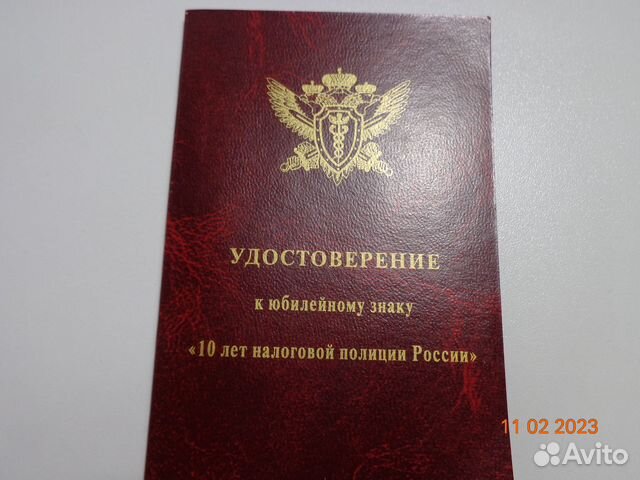 УДОСТОВЕРЕНИЕ
к юбилейному знаку
«10 лет налоговой полиции России»
11 02 2023
Avito